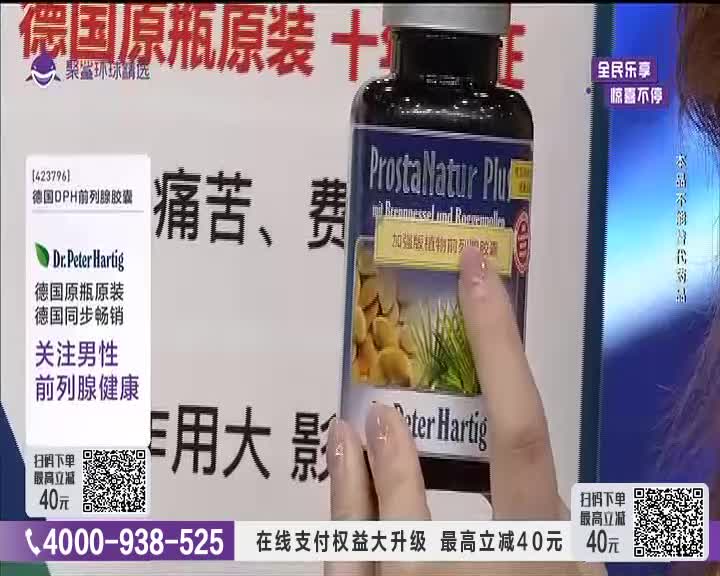 德国原瓶原装 十
聚鲨环球精选
全民乐享
惊喜不停
本品不能替代药品
[423796]
德国DPH前列腺胶囊
Dr.Peter Hartig
德国原瓶原装
德国同步畅销
关注男性
前列腺健康
痛苦、费
ProstaNatur Plus
mit Brennnessel und Roggenpollen
加强版植物前列腺胶囊
Dr.Peter Hartig
作用大 影
扫码下单
最高立减
40元
4000-938-525
在线支付权益大升级 最高立减40元
扫码下单
最高立减
40元